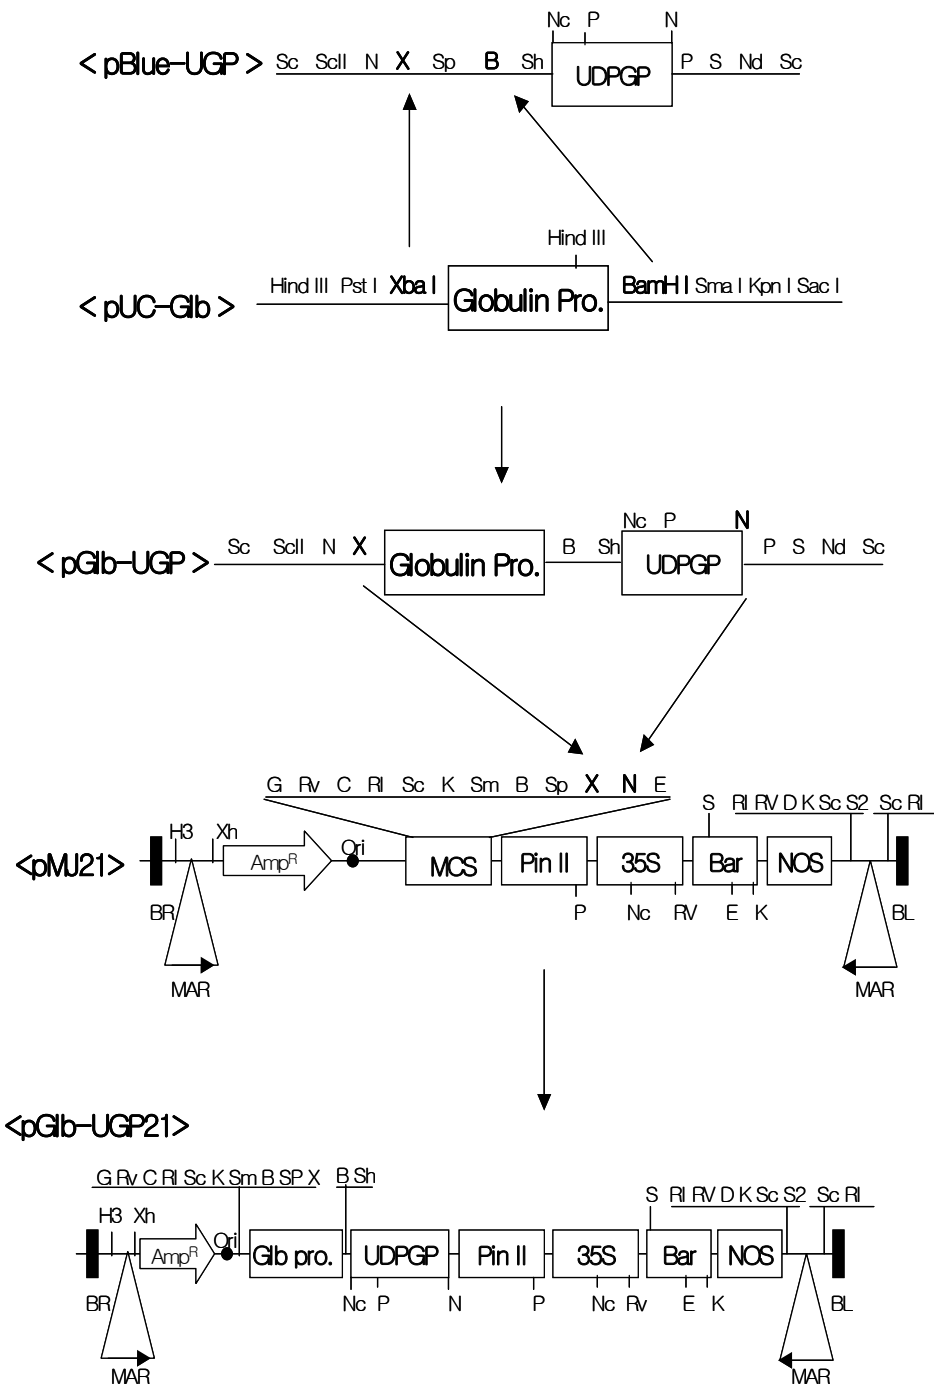 Nc P N
< pBlue-UGP > Sc ScII N X Sp B Sh UDPGP P S Nd Sc
Hind III
Hind III Pst I Xba I Globulin Pro. BamH I Sma I Kpn I Sac I
< pUC-Glb >
Nc P N
< pGlb-UGP > Sc ScII N X Globulin Pro. B Sh UDPGP P S Nd Sc
G Rv C RI Sc K Sm B Sp X N E
S RI RV D K Sc S2 Sc RI
H3 Xh Ori
<pMJ21> Amp^R MCS Pin II 35S Bar NOS
BR P Nc RV E K BL
MAR MAR
<pGlb-UGP21>
G Rv C RI Sc K Sm B SP X B Sh
S RI RV D K Sc S2 Sc RI
H3 Xh Ori
Amp^R Glb pro. UDPGP Pin II 35S Bar NOS
BR Nc P N P Nc Rv E K BL
MAR MAR